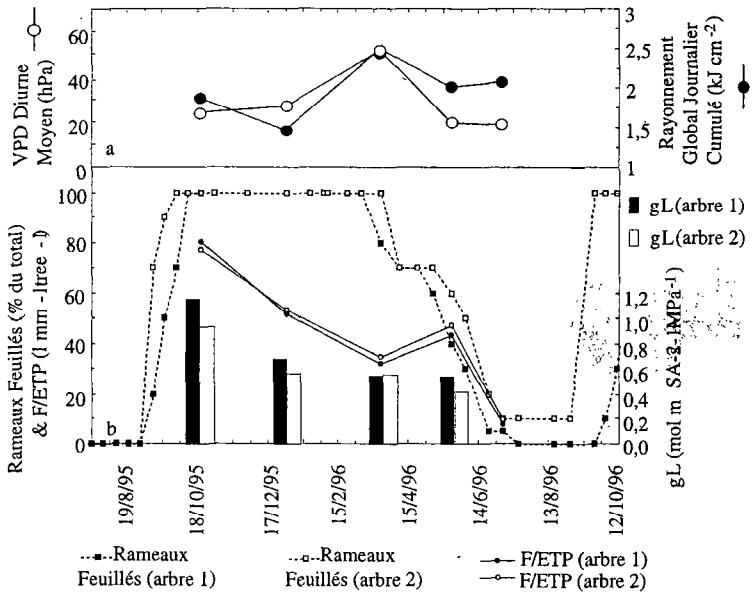 VPD Diurne
Moyen (hPa)
60
40
20
0
a
3
2,5
2
1,5
1
Rayonnement
Global Journalier
Cumulé (kJ cm-2)
Rameaux Feuillés (% du total)
& F/ETP (l mm -1tree -1)
100
80
60
40
20
0
b
gL (arbre 1)
gL (arbre 2)
1,2
1,0
0,8
0,6
0,4
0,2
0,0
gL (mol m SA-2- 1MPa-1)
19/8/95
18/10/95
17/12/95
15/2/96
15/4/96
14/6/96
13/8/96
12/10/96
Rameaux
Feuillés (arbre 1)
Rameaux
Feuillés (arbre 2)
F/ETP (arbre 1)
F/ETP (arbre 2)